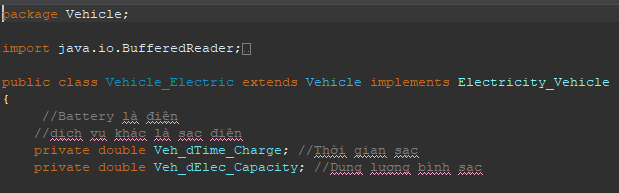 package Vehicle;
import java.io.BufferedReader;
public class Vehicle_Electric extends Vehicle implements Electricity_Vehicle
{
//Battery là điện
//dịch vụ khác là sạc điện
private double Veh_dTime_Charge; //Thời gian sạc
private double Veh_dElec_Capacity; //Dung lượng bình sạc